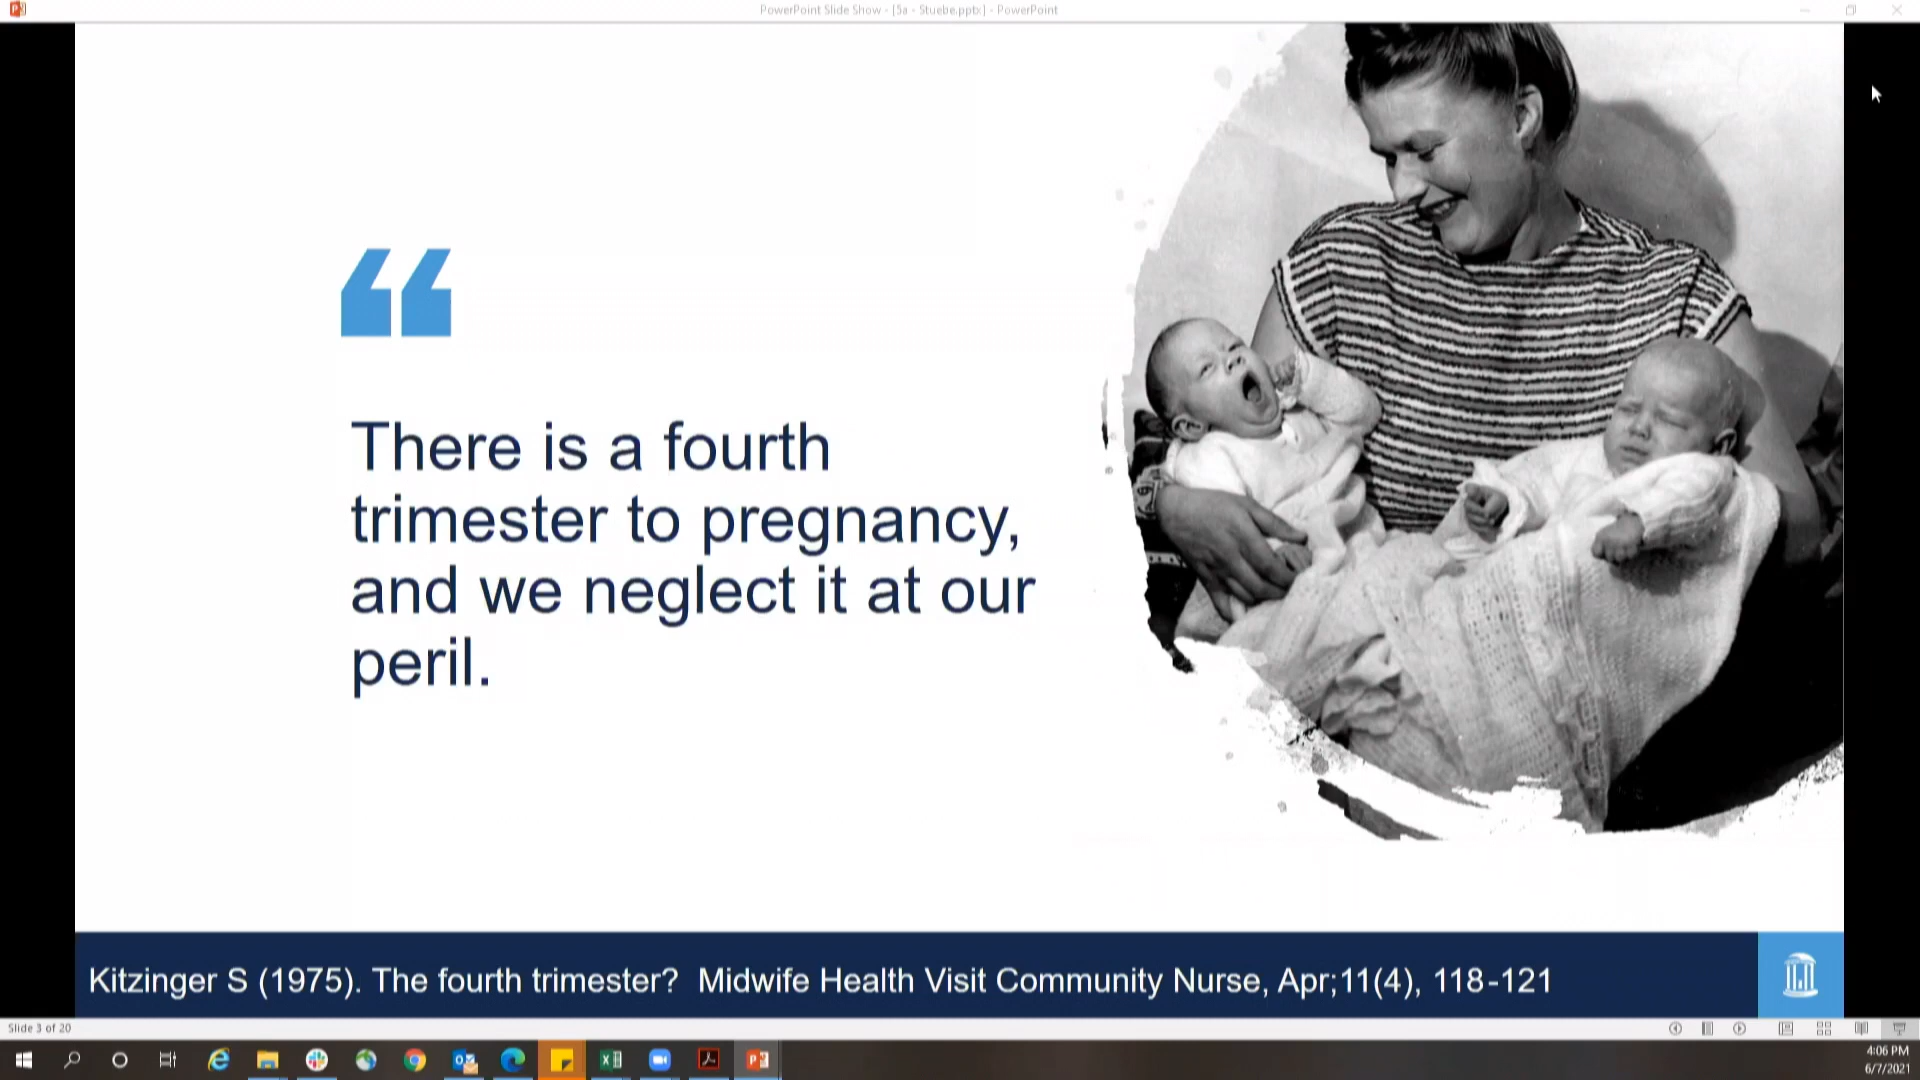 PowerPoint Slide Show - [5a - Stuebe.pptx] - PowerPoint
“
There is a fourth
trimester to pregnancy,
and we neglect it at our
peril.
Kitzinger S (1975). The fourth trimester? Midwife Health Visit Community Nurse, Apr;11(4), 118-121
Slide 3 of 20
4:06 PM
6/7/2021